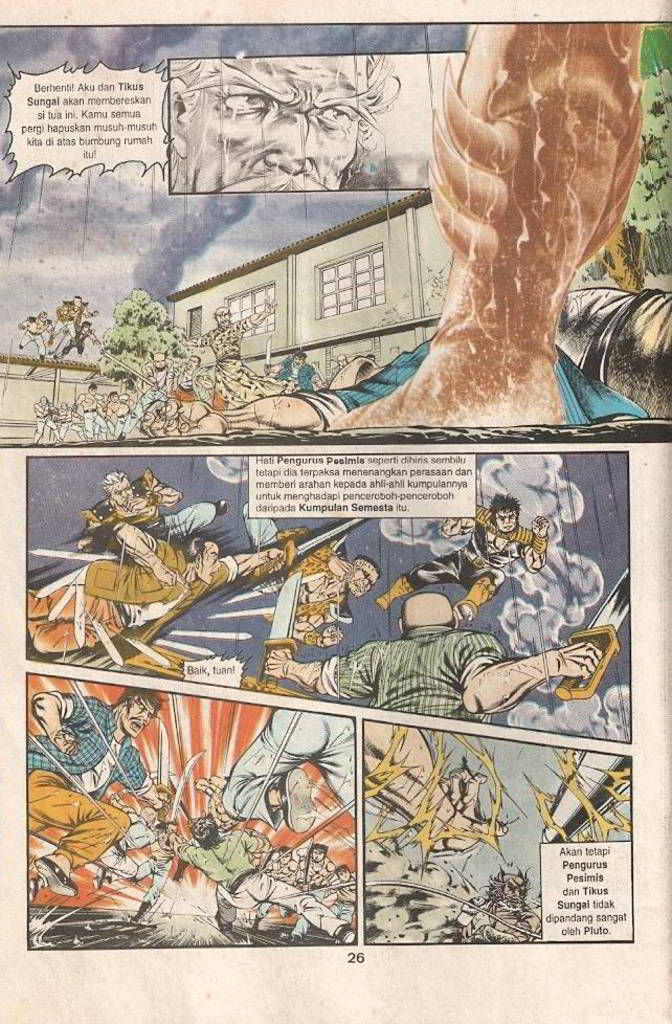 Berhenti! Aku dan Tikus
Sungai akan membereskan
si tua ini. Kamu semua
pergi hapuskan musuh-musuh
kita di atas bumbung rumah
itu!
Hati Pengurus Pesimis seperti dihiris sembilu
tetapi dia terpaksa menenangkan perasaan dan
memberi arahan kepada ahli-ahli kumpulannya
untuk menghadapi penceroboh-penceroboh
daripada Kumpulan Semesta itu.
Baik, tuan!
Akan tetapi
Pengurus
Pesimis
dan Tikus
Sungai tidak
dipandang sangat
oleh Pluto.
26